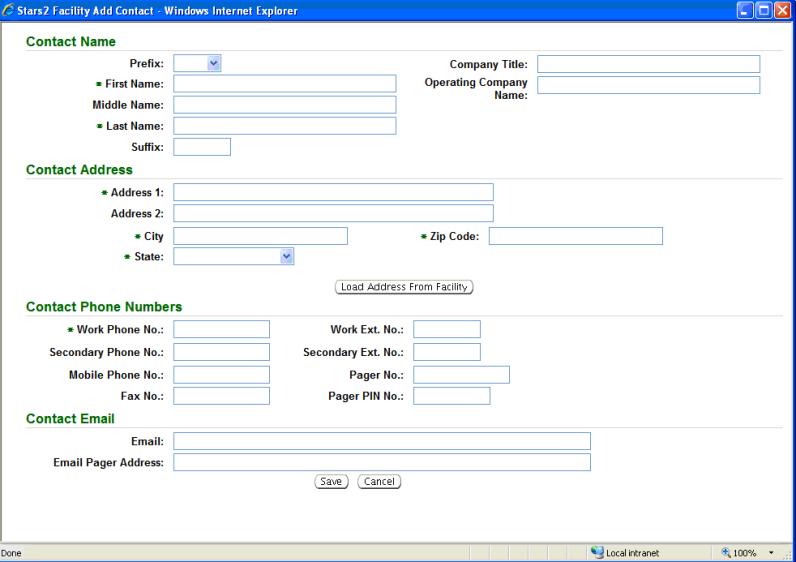 Stars2 Facility Add Contact - Windows Internet Explorer
Contact Name
Prefix: Company Title:
* First Name: Operating Company
Name:
Middle Name:
* Last Name:
Suffix:
Contact Address
* Address 1:
Address 2:
* City * Zip Code:
* State:
Load Address From Facility
Contact Phone Numbers
* Work Phone No.: Work Ext. No.:
Secondary Phone No.: Secondary Ext. No.:
Mobile Phone No.: Pager No.:
Fax No.: Pager PIN No.:
Contact Email
Email:
Email Pager Address:
Save Cancel
Done Local intranet 100%